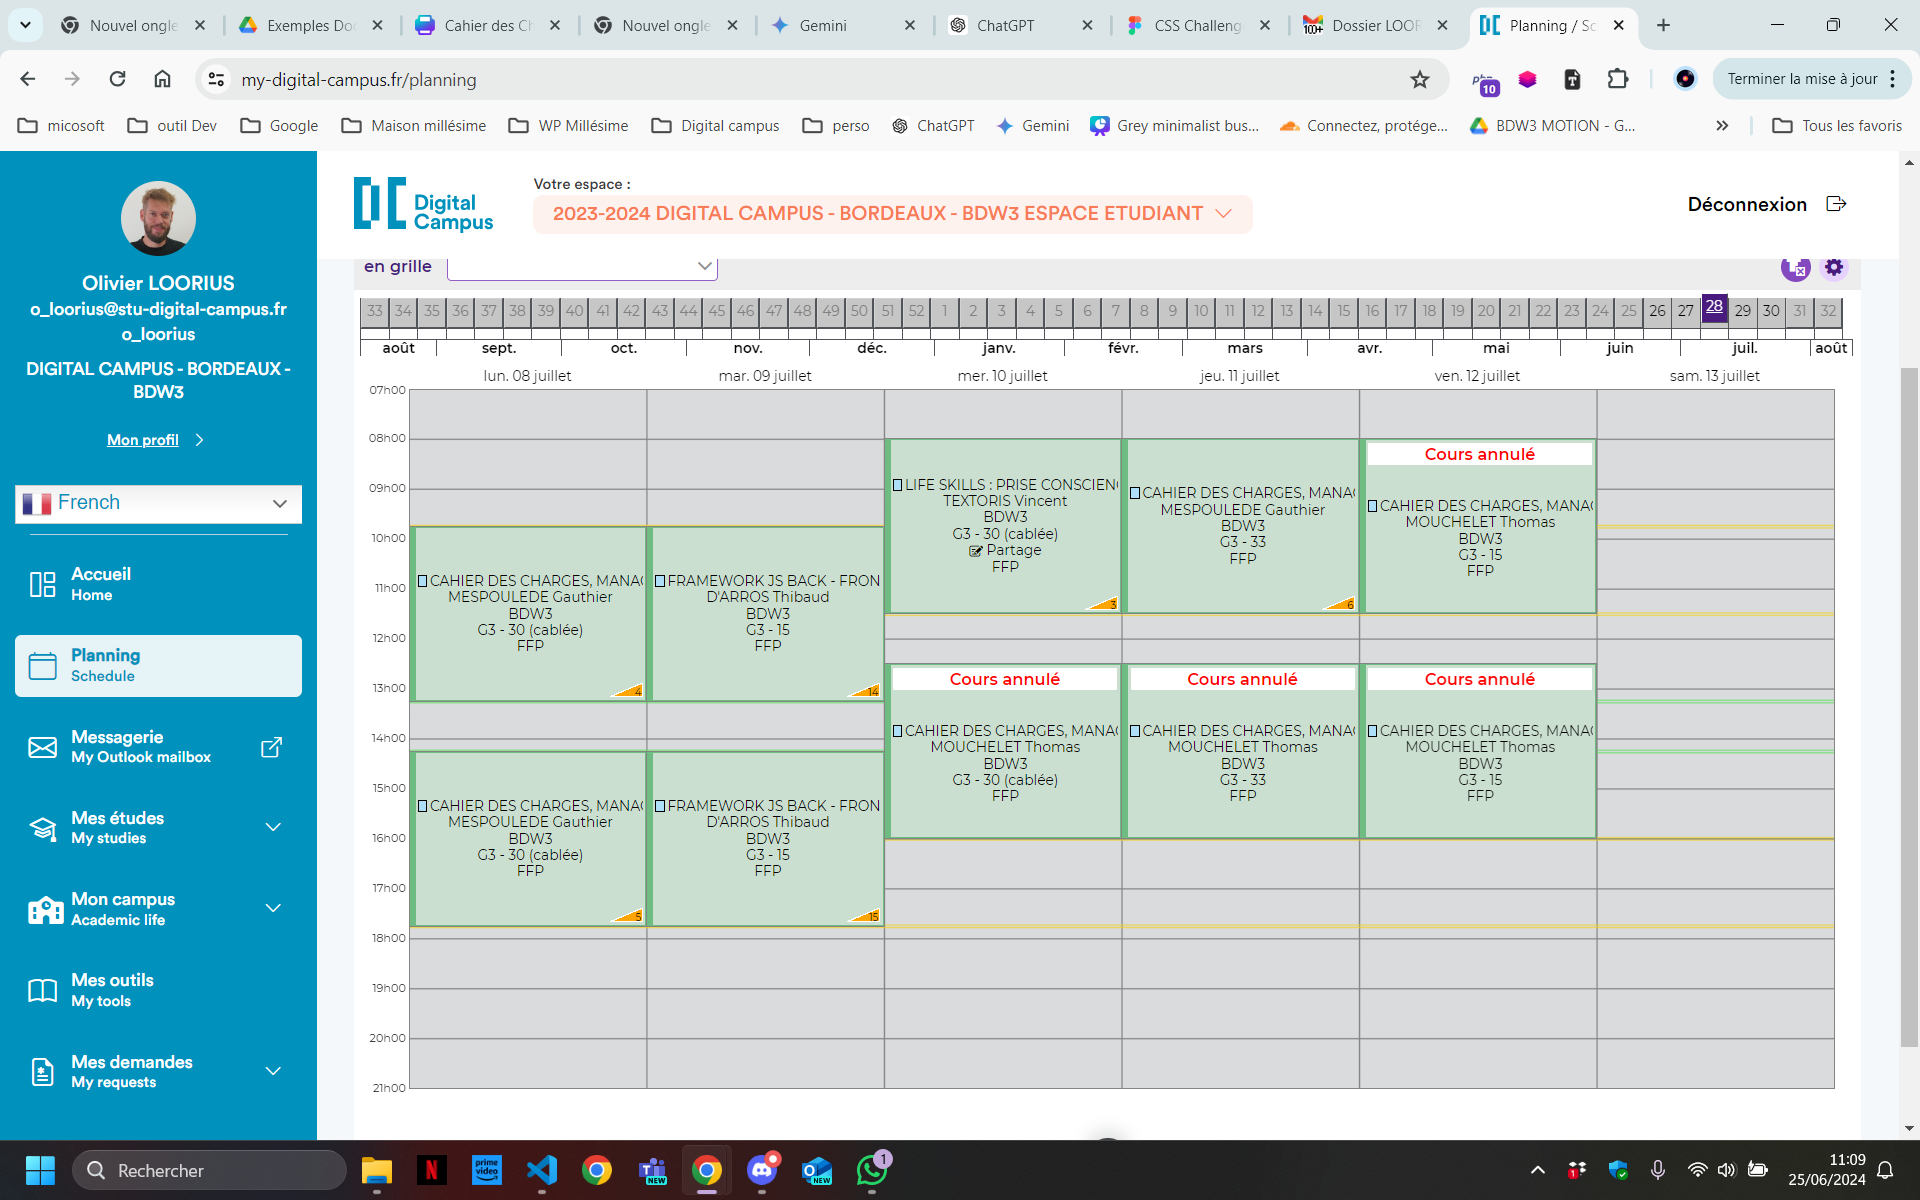 Nouvel ongle
Exemples Do
Cahier des Ch
Nouvel ongle
Gemini
ChatGPT
CSS Challeng
Dossier LOOR
Planning / Sc
my-digital-campus.fr/planning
10
Terminer la mise à jour
micosoft
outil Dev
Google
Maison millésime
WP Millésime
Digital campus
perso
ChatGPT
Gemini
Grey minimalist bus...
Connectez, protége...
BDW3 MOTION - G...
Tous les favoris
Olivier LOORIUS
o_loorius@stu-digital-campus.fr
o_loorius
DIGITAL CAMPUS - BORDEAUX -
BDW3
Mon profil
French
Accueil
Home
Planning
Schedule
Messagerie
My Outlook mailbox
Mes études
My studies
Mon campus
Academic life
Mes outils
My tools
Mes demandes
My requests
Digital
Campus
Votre espace :
2023-2024 DIGITAL CAMPUS - BORDEAUX - BDW3 ESPACE ETUDIANT
Déconnexion
en grille
33 34 35 36 37 38 39 40 41 42 43 44 45 46 47 48 49 50 51 52 1 2 3 4 5 6 7 8 9 10 11 12 13 14 15 16 17 18 19 20 21 22 23 24 25 26 27 28 29 30 31 32
août sept. oct. nov. déc. janv. févr. mars avr. mai juin juil. août
lun. 08 juillet
mar. 09 juillet
mer. 10 juillet
jeu. 11 juillet
ven. 12 juillet
sam. 13 juillet
07h00
08h00
09h00
10h00
11h00
12h00
13h00
14h00
15h00
16h00
17h00
18h00
19h00
20h00
21h00
CAHIER DES CHARGES, MANA
MESPOULEDE Gauthier
BDW3
G3 - 30 (cablée)
FFP
4
CAHIER DES CHARGES, MANA
MESPOULEDE Gauthier
BDW3
G3 - 30 (cablée)
FFP
5
FRAMEWORK JS BACK - FRON
D'ARROS Thibaud
BDW3
G3 - 15
FFP
14
FRAMEWORK JS BACK - FRON
D'ARROS Thibaud
BDW3
G3 - 15
FFP
15
LIFE SKILLS : PRISE CONSCIEN
TEXTORIS Vincent
BDW3
G3 - 30 (cablée)
Partage
FFP
3
Cours annulé
CAHIER DES CHARGES, MANA
MOUCHELET Thomas
BDW3
G3 - 30 (cablée)
FFP
CAHIER DES CHARGES, MANA
MESPOULEDE Gauthier
BDW3
G3 - 33
FFP
6
Cours annulé
CAHIER DES CHARGES, MANA
MOUCHELET Thomas
BDW3
G3 - 33
FFP
Cours annulé
CAHIER DES CHARGES, MANA
MOUCHELET Thomas
BDW3
G3 - 15
FFP
Cours annulé
CAHIER DES CHARGES, MANA
MOUCHELET Thomas
BDW3
G3 - 15
FFP
Rechercher
prime video
NEW
NEW
1
1
11:09
25/06/2024